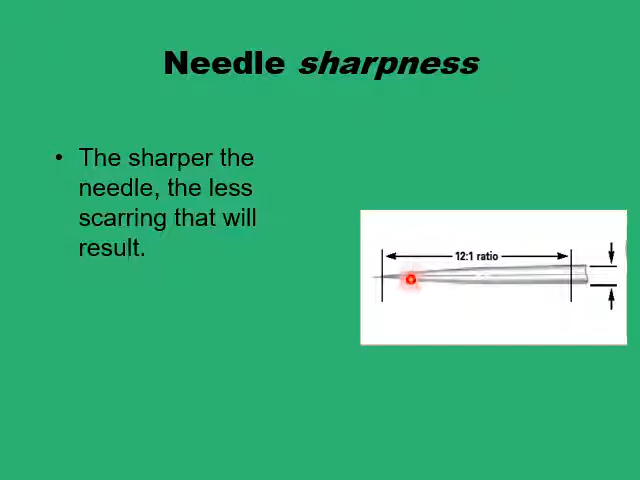 Needle sharpness
• The sharper the
needle, the less
scarring that will
result.
12:1 ratio